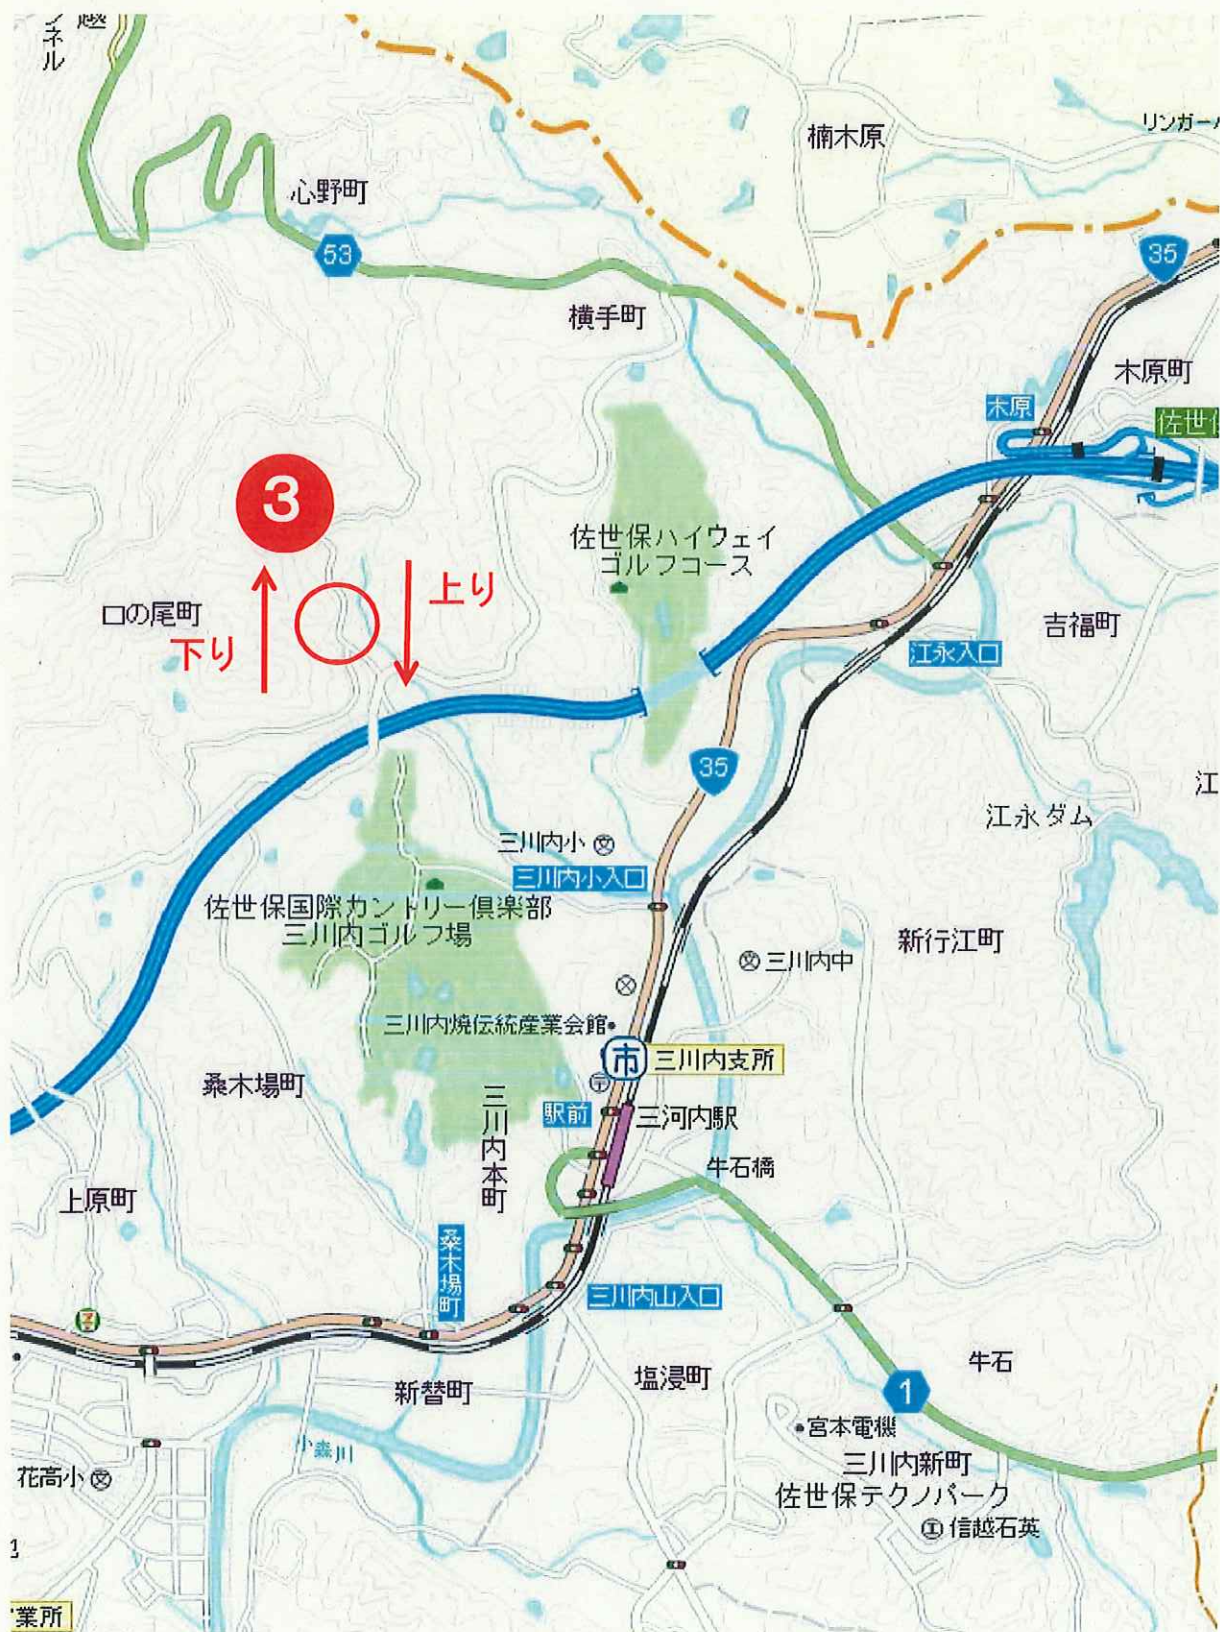 ンネル
越
リンガー
楠木原
心野町
53
35
横手町
木原町
木原
佐世
3
佐世保ハイウェイ
ゴルフコース
上り
口の尾町
下り
吉福町
江永入口
35
江
江永ダム
三川内小
三川内小入口
佐世保国際カントリー倶楽部
三川内ゴルフ場
新行江町
文 三川内中
三川内焼伝統産業会館
市
三川内支所
桑木場町
三川内本町
駅前
三河内駅
牛石橋
上原町
桑木場町
三川内山入口
牛石
塩浸町
新替町
1
宮本電機
小森川
三川内新町
花高小
佐世保テクノパーク
信越石英
業所